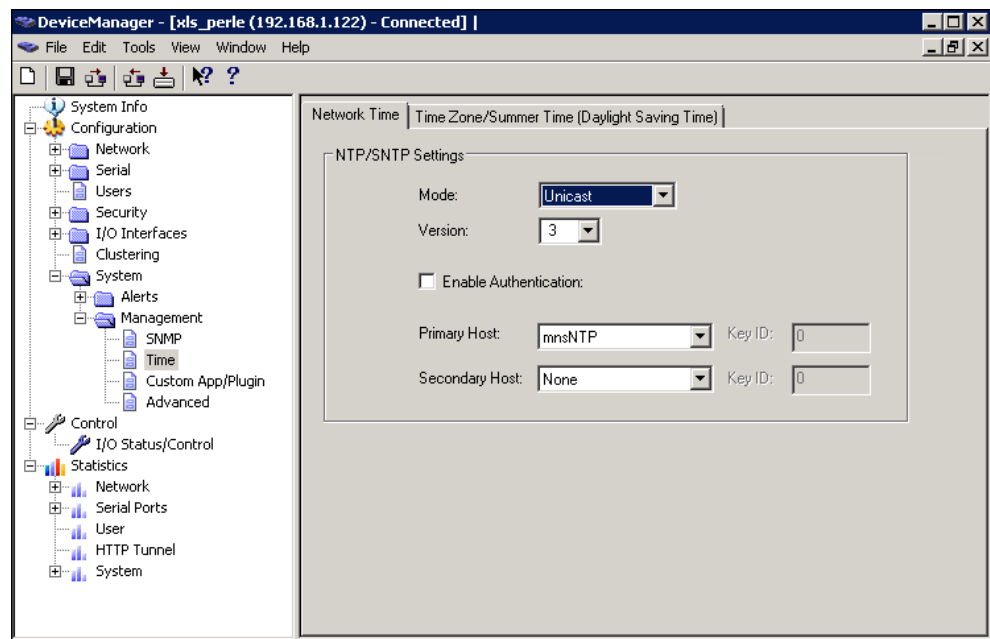 DeviceManager - [xls_perle (192.168.1.122) - Connected] |
File Edit Tools View Window Help
System Info
Configuration
Network
Serial
Users
Security
I/O Interfaces
Clustering
System
Alerts
Management
SNMP
Time
Custom App/Plugin
Advanced
Control
I/O Status/Control
Statistics
Network
Serial Ports
User
HTTP Tunnel
System
Network Time
Time Zone/Summer Time (Daylight Saving Time)
NTP/SNTP Settings
Mode: Unicast
Version: 3
Enable Authentication:
Primary Host: mnsNTP Key ID: 0
Secondary Host: None Key ID: 0